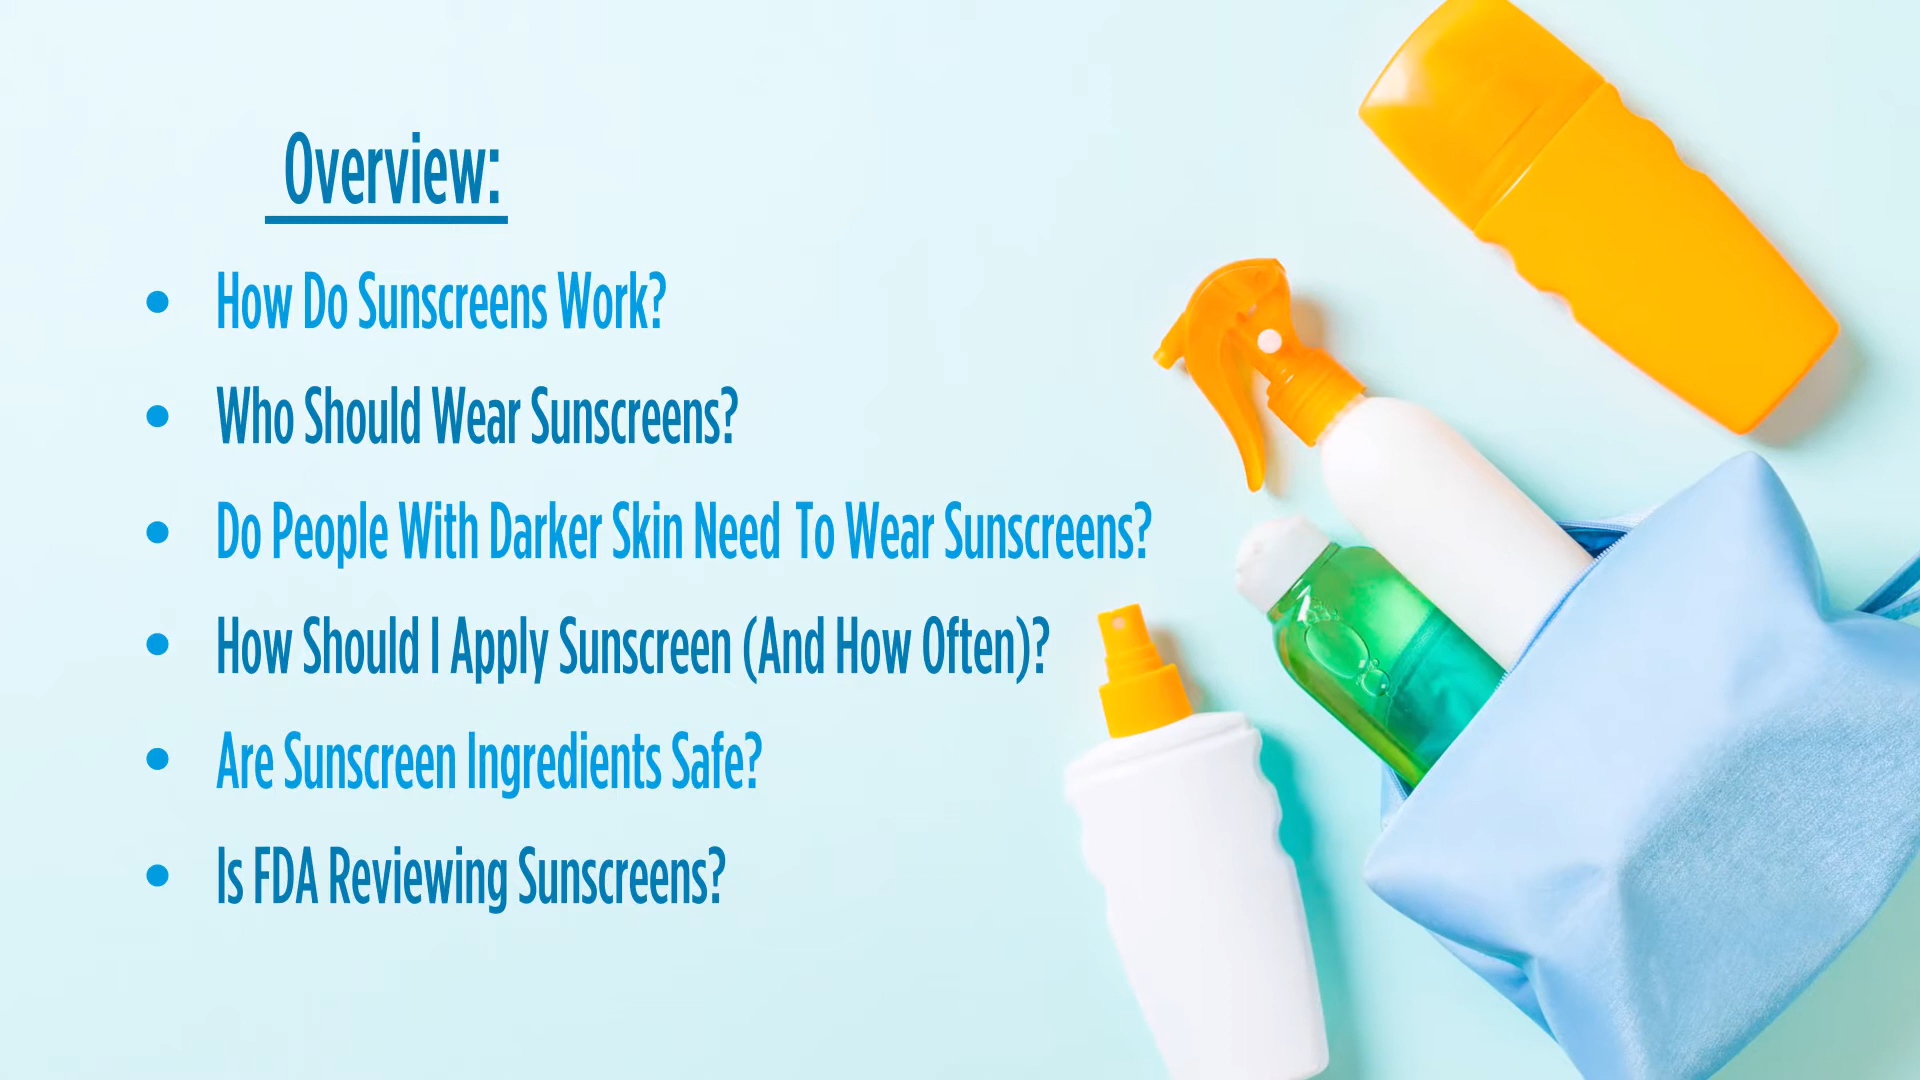 Overview:
How Do Sunscreens Work?
Who Should Wear Sunscreens?
Do People With Darker Skin Need To Wear Sunscreens?
How Should I Apply Sunscreen (And How Often)?
Are Sunscreen Ingredients Safe?
Is FDA Reviewing Sunscreens?